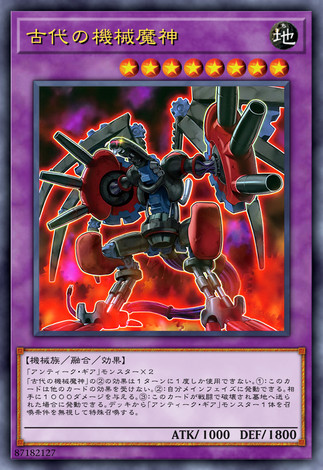 古代の機械魔神
地
【機械族／融合／効果】
「アンティーク・ギア」モンスター×２
「古代の機械魔神」の②の効果は１ターンに１度しか使用できない。①：このカ
ードは他のカードの効果を受けない。②：自分メインフェイズに発動できる。相
手に１０００ダメージを与える。③：このカードが戦闘で破壊され墓地へ送ら
れた場合に発動できる。デッキから「アンティーク・ギア」モンスター１体を召
喚条件を無視して特殊召喚する。
ATK/1000 DEF/1800
87182127